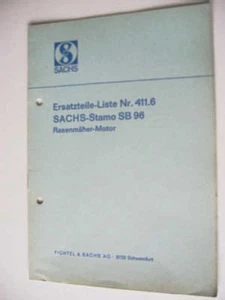 SACHS
Ersatzteile-Liste Nr. 411.6
SACHS-Stamo SB 96
Rasenmäher-Motor
FICHTEL & SACHS AG · 8720 Schweinfurt